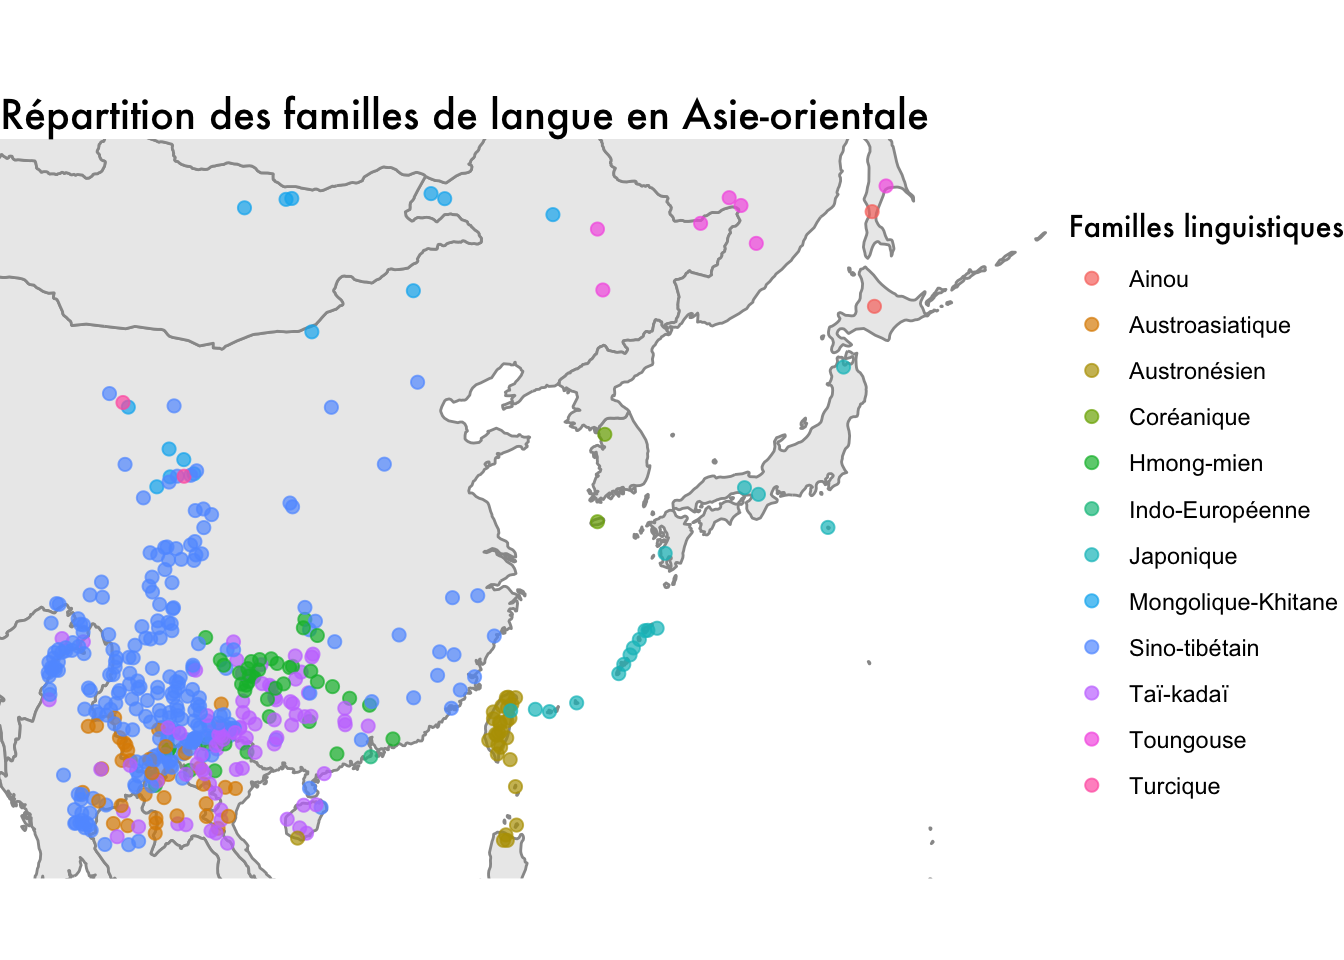 Répartition des familles de langue en Asie-orientale
Familles linguistiques
Ainou
Austroasiatique
Austronésien
Coréanique
Hmong-mien
Indo-Européenne
Japonique
Mongolique-Khitane
Sino-tibétain
Taï-kadaï
Toungouse
Turcique